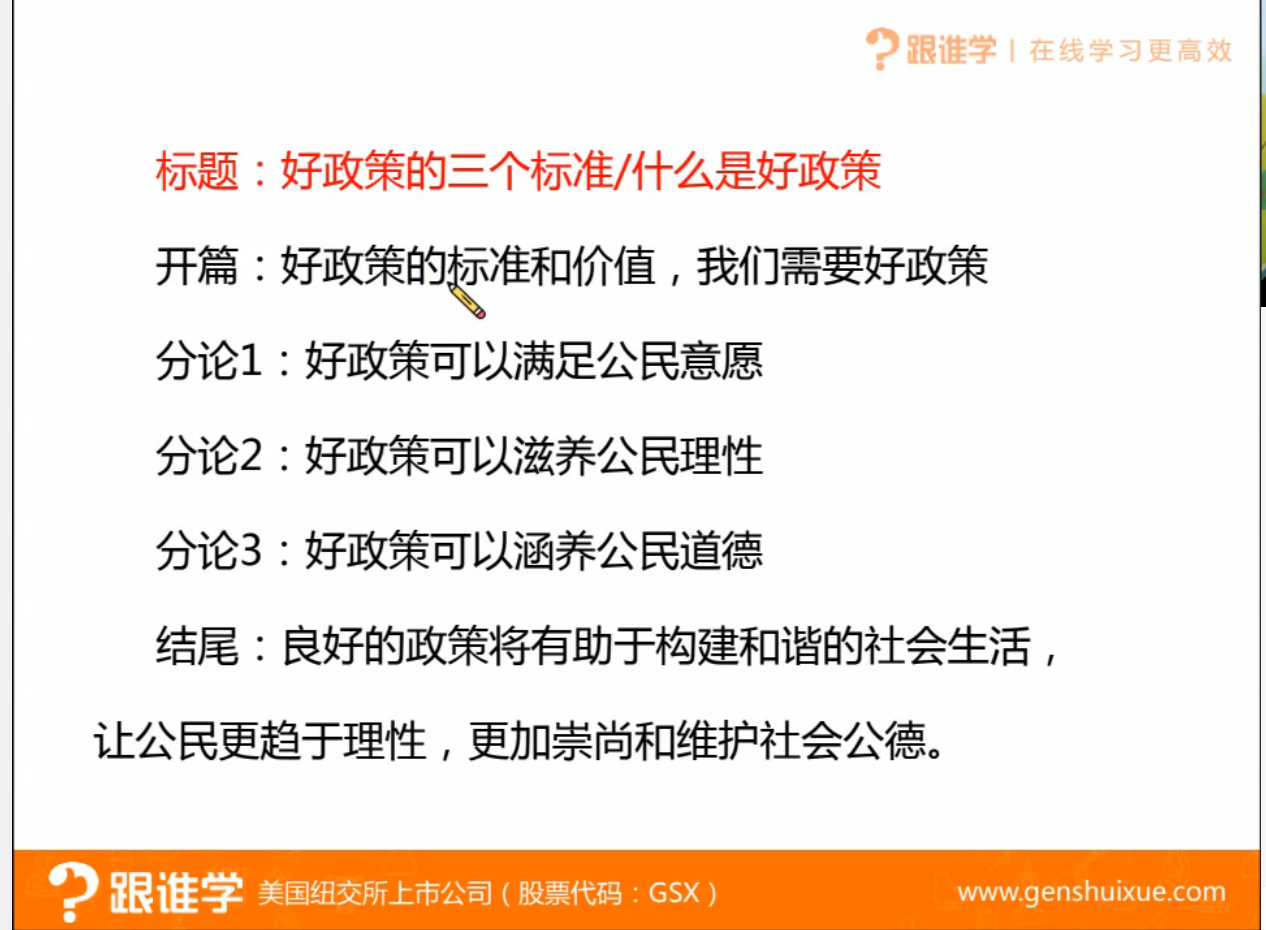 跟谁学 | 在线学习更高效
标题：好政策的三个标准/什么是好政策
开篇：好政策的标准和价值，我们需要好政策
分论1：好政策可以满足公民意愿
分论2：好政策可以滋养公民理性
分论3：好政策可以涵养公民道德
结尾：良好的政策将有助于构建和谐的社会生活，
让公民更趋于理性，更加崇尚和维护社会公德。
跟谁学 美国纽交所上市公司（股票代码：GSX） www.genshuixue.com